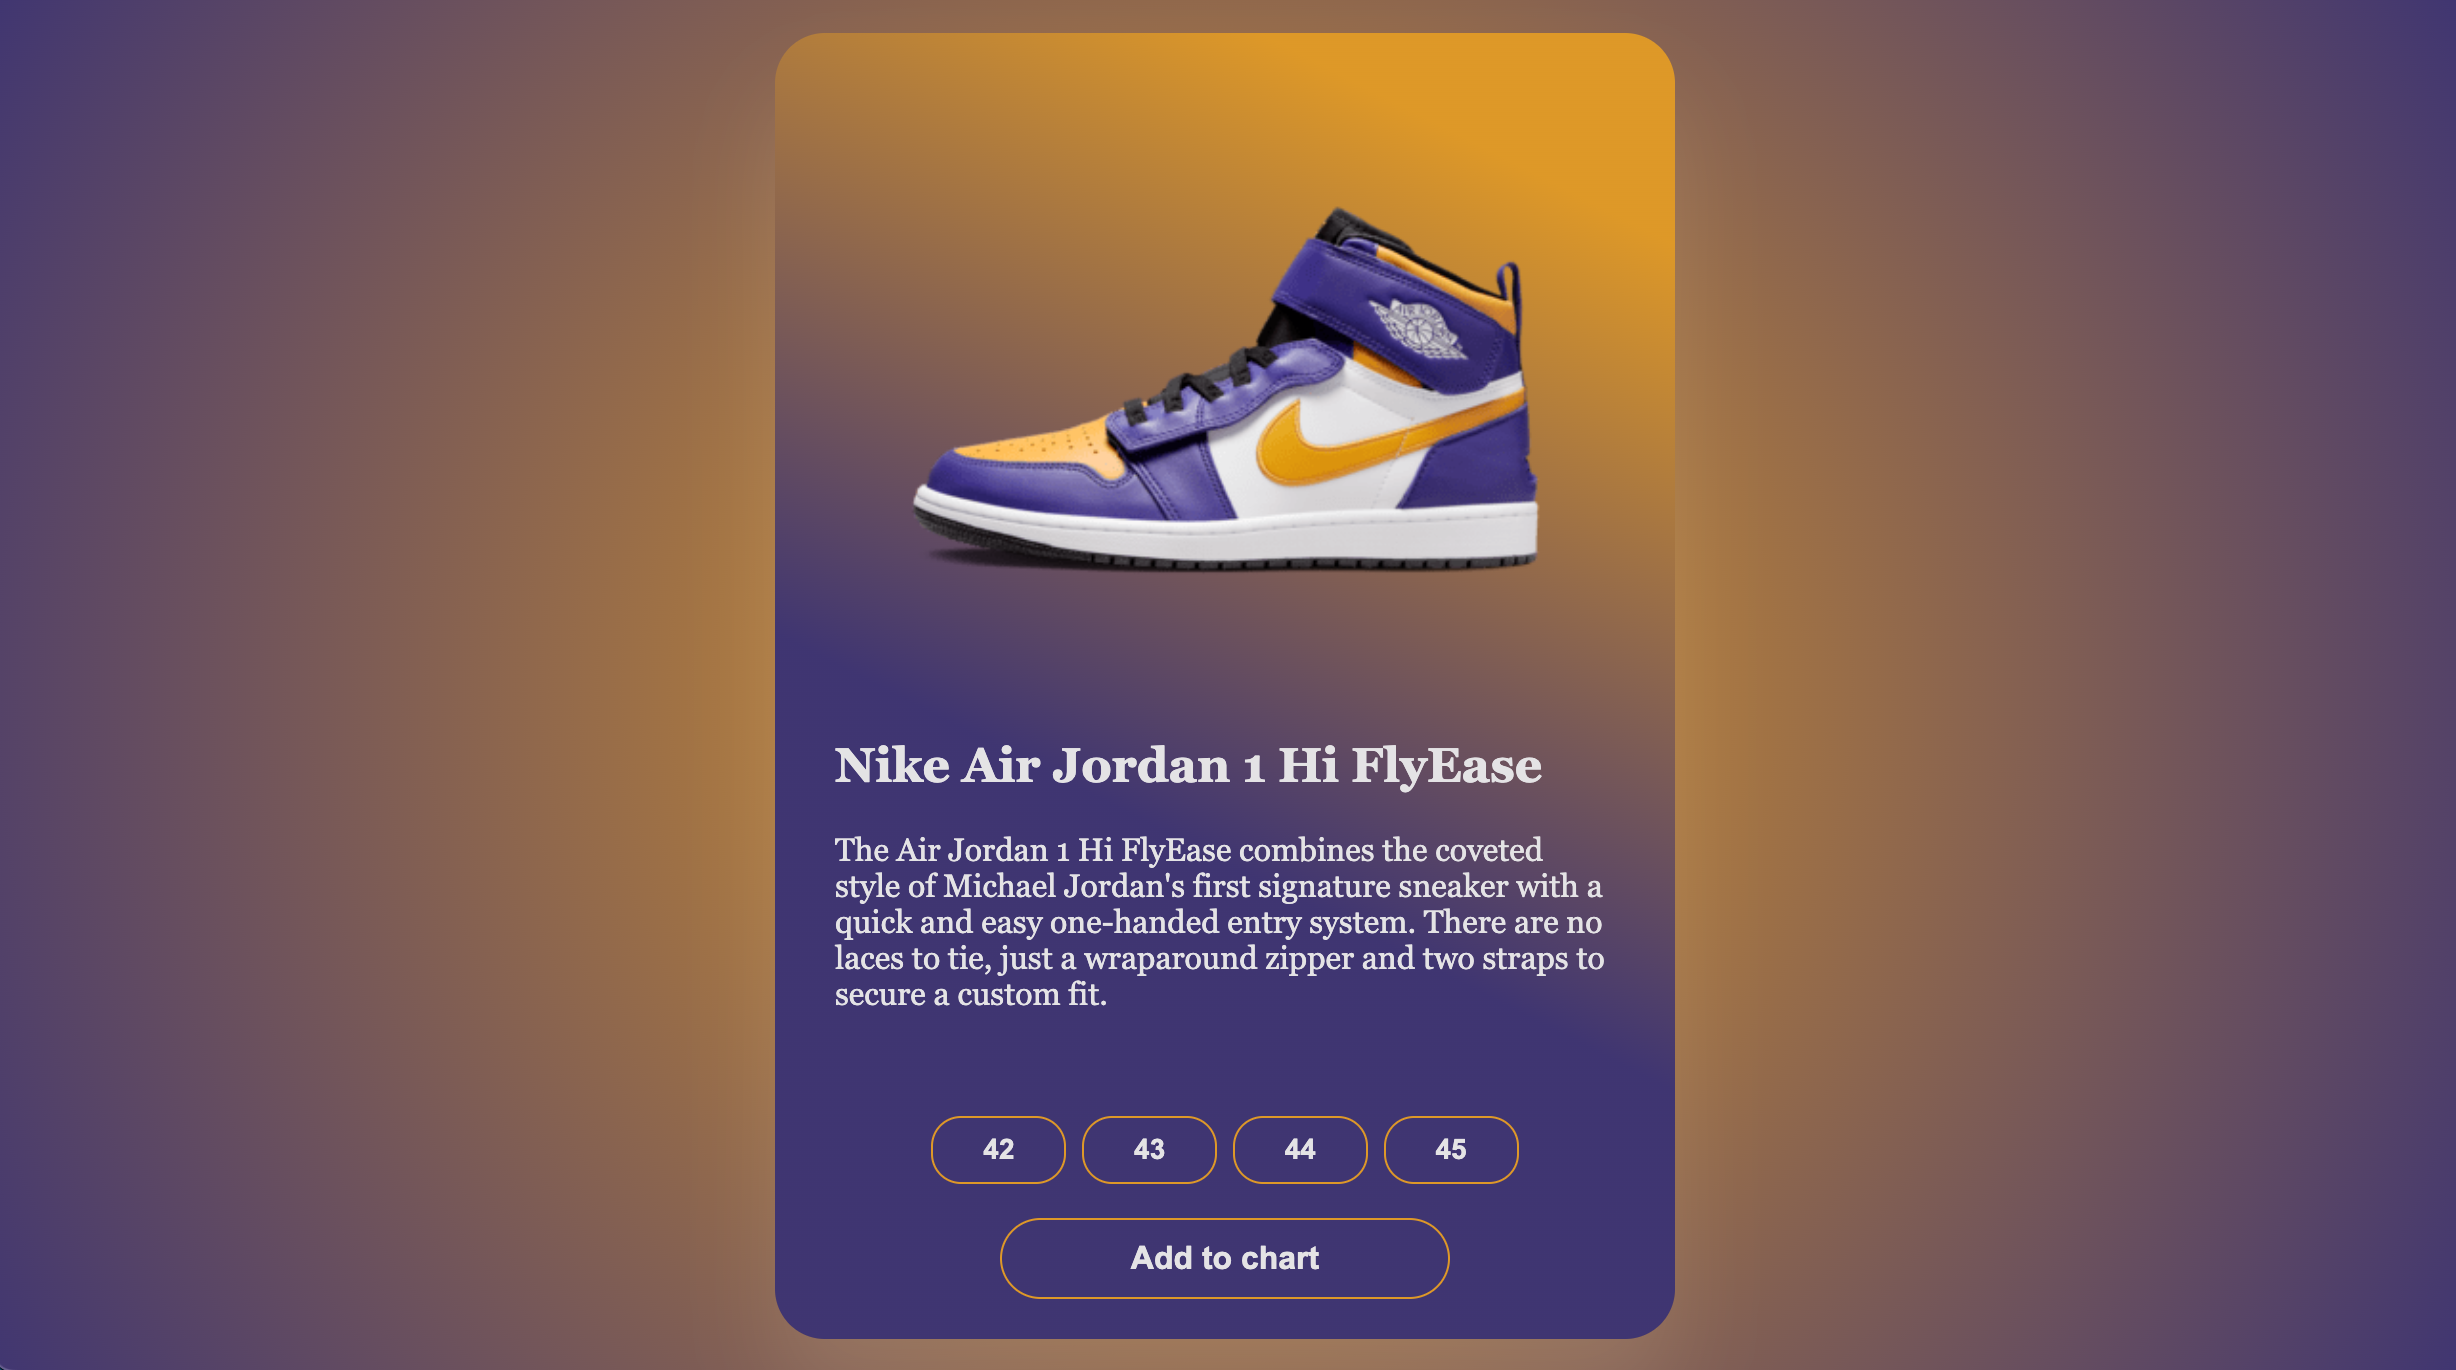 AIR JORDAN
Nike Air Jordan 1 Hi FlyEase
The Air Jordan 1 Hi FlyEase combines the coveted
style of Michael Jordan's first signature sneaker with a
quick and easy one-handed entry system. There are no
laces to tie, just a wraparound zipper and two straps to
secure a custom fit.
42 43 44 45
Add to chart